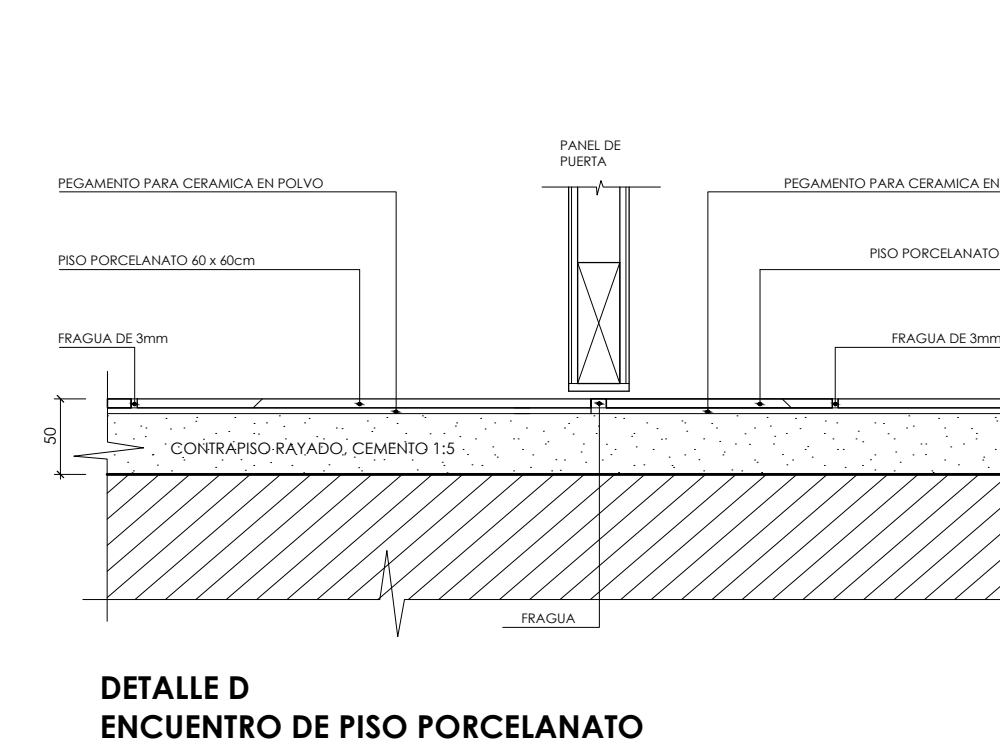 PANEL DE
PUERTA
PEGAMENTO PARA CERAMICA EN POLVO
PEGAMENTO PARA CERAMICA EN
PISO PORCELANATO 60 x 60cm
PISO PORCELANATO
FRAGUA DE 3mm
FRAGUA DE 3mm
50
CONTRAPISO RAYADO, CEMENTO 1:5
FRAGUA
DETALLE D
ENCUENTRO DE PISO PORCELANATO